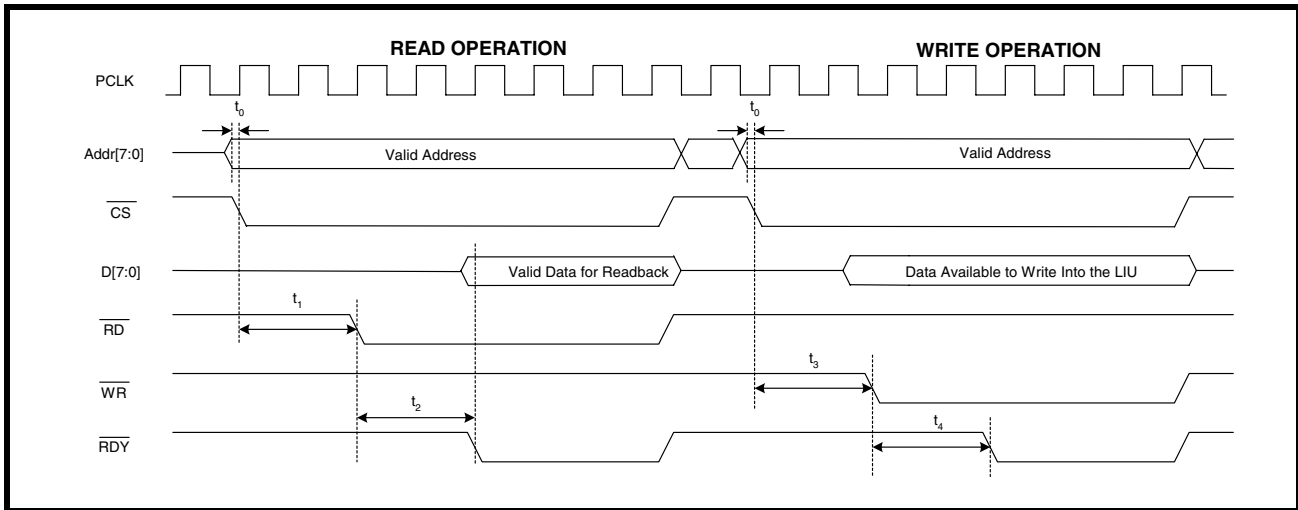 READ OPERATION WRITE OPERATION
PCLK
t0 t0
Addr[7:0] Valid Address Valid Address
CS
D[7:0] Valid Data for Readback Data Available to Write Into the LIU
t1
RD
t3
WR
t2
t4
RDY